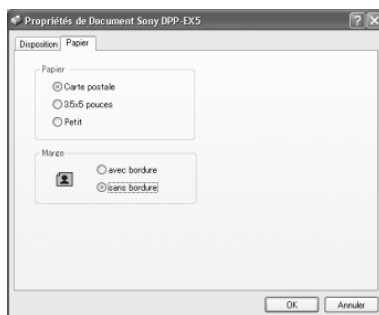 Propriétés de Document Sony DPP-EX5
Disposition Papier
Papier
Carte postale
3.5x5 pouces
Petit
Marge
avec bordure
sans bordure
OK Annuler